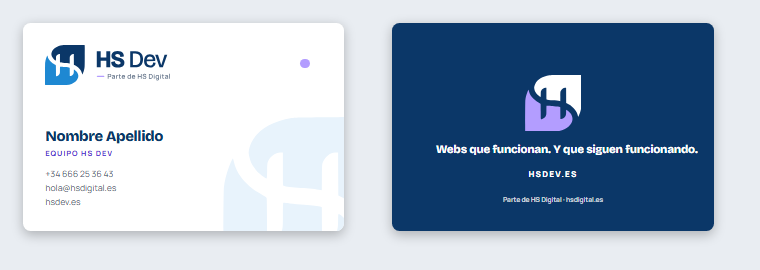 HS Dev
— Parte de HS Digital
Nombre Apellido
EQUIPO HS DEV
+34 666 25 36 43
hola@hsdigital.es
hsdev.es
Webs que funcionan. Y que siguen funcionando.
HSDEV.ES
Parte de HS Digital · hsdigital.es